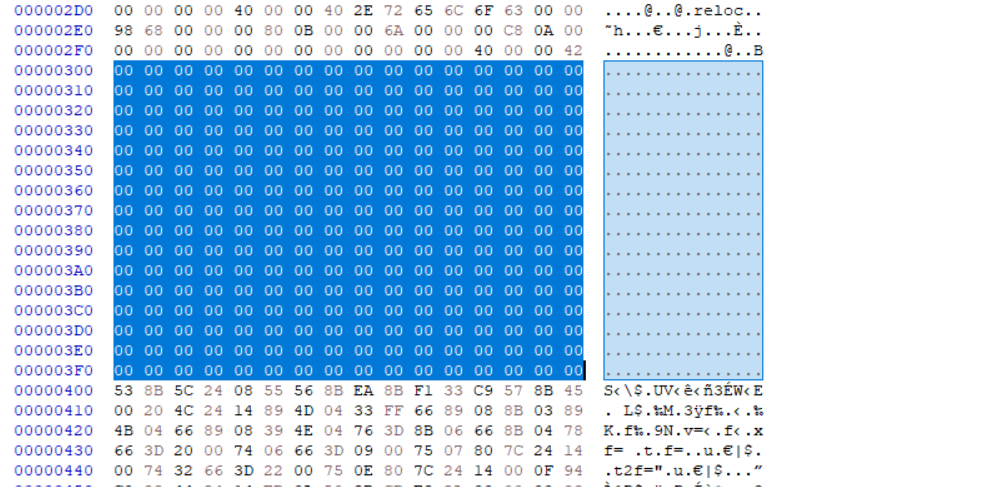 000002D0 00 00 00 00 40 00 00 40 2E 72 65 6C 6F 63 00 00 ....@..@.reloc..
000002E0 98 68 00 00 00 80 0B 00 00 6A 00 00 00 C8 0A 00 ˜h...€...j...È..
000002F0 00 00 00 00 00 00 00 00 00 00 00 00 40 00 00 42 ............@..B
00000300 00 00 00 00 00 00 00 00 00 00 00 00 00 00 00 00 ................
00000310 00 00 00 00 00 00 00 00 00 00 00 00 00 00 00 00 ................
00000320 00 00 00 00 00 00 00 00 00 00 00 00 00 00 00 00 ................
00000330 00 00 00 00 00 00 00 00 00 00 00 00 00 00 00 00 ................
00000340 00 00 00 00 00 00 00 00 00 00 00 00 00 00 00 00 ................
00000350 00 00 00 00 00 00 00 00 00 00 00 00 00 00 00 00 ................
00000360 00 00 00 00 00 00 00 00 00 00 00 00 00 00 00 00 ................
00000370 00 00 00 00 00 00 00 00 00 00 00 00 00 00 00 00 ................
00000380 00 00 00 00 00 00 00 00 00 00 00 00 00 00 00 00 ................
00000390 00 00 00 00 00 00 00 00 00 00 00 00 00 00 00 00 ................
000003A0 00 00 00 00 00 00 00 00 00 00 00 00 00 00 00 00 ................
000003B0 00 00 00 00 00 00 00 00 00 00 00 00 00 00 00 00 ................
000003C0 00 00 00 00 00 00 00 00 00 00 00 00 00 00 00 00 ................
000003D0 00 00 00 00 00 00 00 00 00 00 00 00 00 00 00 00 ................
000003E0 00 00 00 00 00 00 00 00 00 00 00 00 00 00 00 00 ................
000003F0 00 00 00 00 00 00 00 00 00 00 00 00 00 00 00 00 ................
00000400 53 8B 5C 24 08 55 56 8B EA 8B F1 33 C9 57 8B 45 S‹\$.UV‹ê‹ñ3ÉW‹E
00000410 00 20 4C 24 14 89 4D 04 33 FF 66 89 08 8B 03 89 . L$.‰M.3ÿf‰.‹.‰
00000420 4B 04 66 89 08 39 4E 04 76 3D 8B 06 66 8B 04 78 K.f‰.9N.v=‹.f‹.x
00000430 66 3D 20 00 74 06 66 3D 09 00 75 07 80 7C 24 14 f= .t.f=..u.€|$.
00000440 00 74 32 66 3D 22 00 75 0E 80 7C 24 14 00 0F 94 .t2f=".u.€|$...”